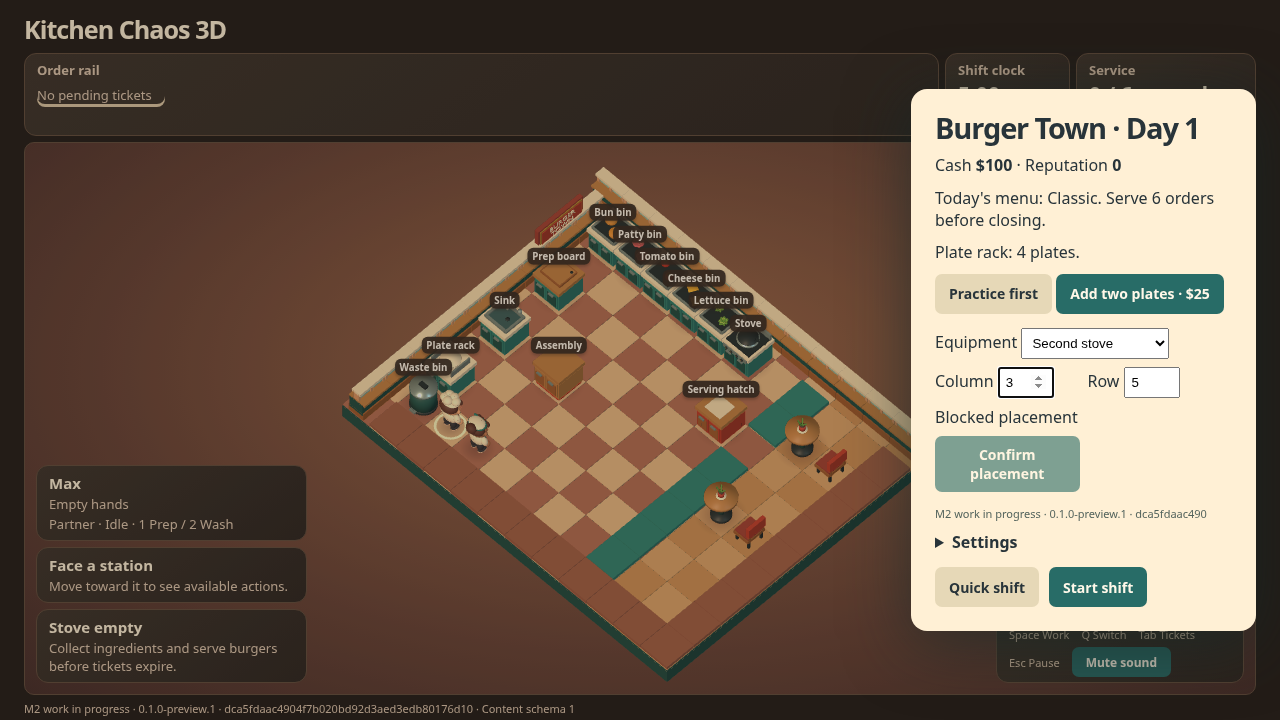 Kitchen Chaos 3D
Order rail
No pending tickets
Shift clock
Service
Burger Town · Day 1
Cash $100 · Reputation 0
Today's menu: Classic. Serve 6 orders
before closing.
Plate rack: 4 plates.
Practice first
Add two plates · $25
Equipment Second stove
Column 3 Row 5
Blocked placement
Confirm
placement
M2 work in progress · 0.1.0-preview.1 · dca5fdaac490
Settings
Quick shift
Start shift
Bun bin
Patty bin
Prep board
Tomato bin
Cheese bin
Sink
Lettuce bin
Stove
Plate rack
Assembly
Waste bin
Serving hatch
Max
Empty hands
Partner · Idle · 1 Prep / 2 Wash
Face a station
Move toward it to see available actions.
Stove empty
Collect ingredients and serve burgers
before tickets expire.
Space Work Q Switch Tab Tickets
Esc Pause Mute sound
M2 work in progress · 0.1.0-preview.1 · dca5fdaac4904f7b020bd92d3aed3edb80176d10 · Content schema 1